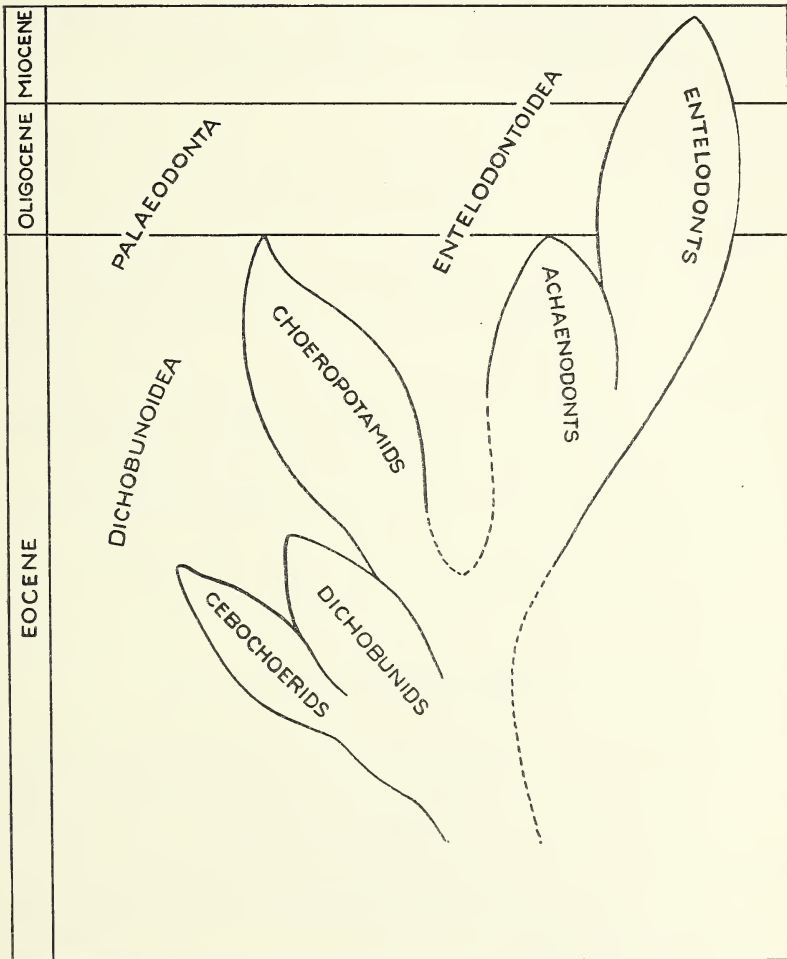 MIOCENE
OLIGOCENE
EOCENE
PALAEODONTA
ENTELODONTOIDEA
ENTELODONTS
DICHOBUNOIDEA
CHOEROPOTAMIDS
ACHAENODONTS
CEBOCHOERIDS
DICHOBUNIDS